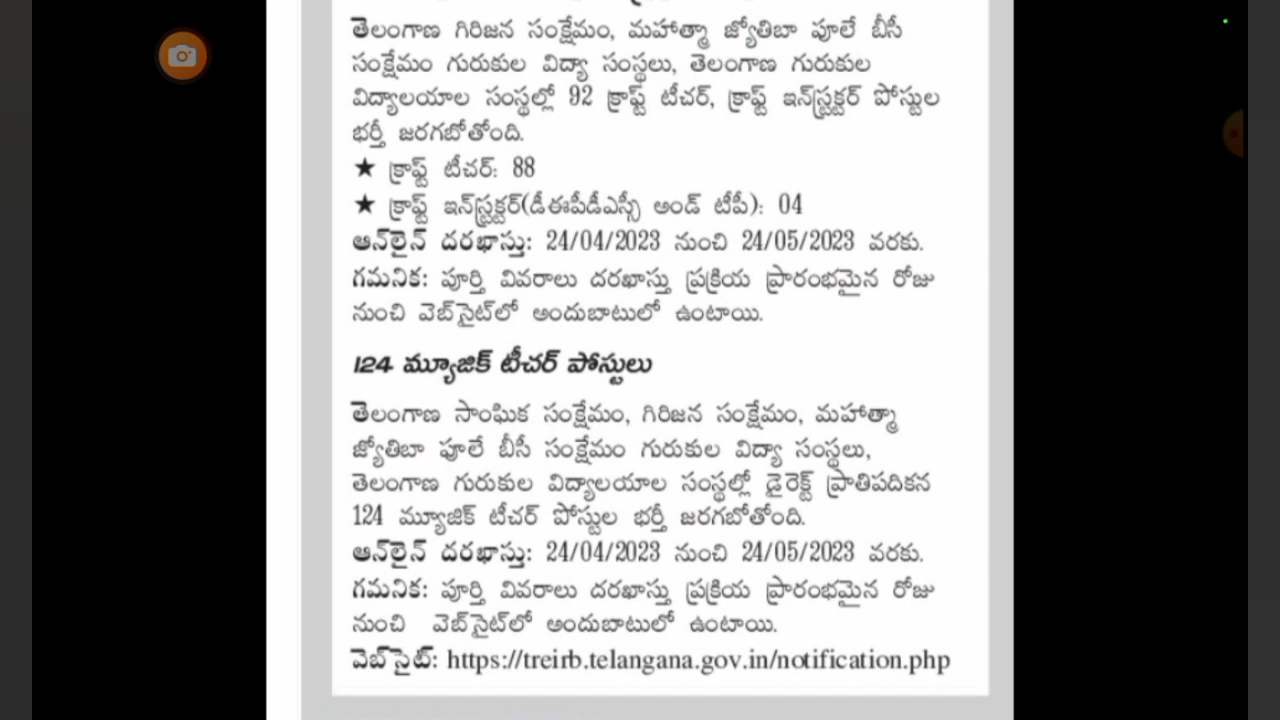 తెలంగాణ గిరిజన సంక్షేమం, మహాత్మా జ్యోతిబా పూలే బీసీ
సంక్షేమం గురుకుల విద్యా సంస్థలు, తెలంగాణ గురుకుల
విద్యాలయాల సంస్థల్లో 92 క్రాఫ్ట్ టీచర్, క్రాఫ్ట్ ఇన్‌స్ట్రక్టర్ పోస్టుల
భర్తీ జరగబోతోంది.
★ క్రాఫ్ట్ టీచర్: 88
★ క్రాఫ్ట్ ఇన్‌స్ట్రక్టర్(డీఈపీడీఎస్సీ అండ్ టీపీ): 04
ఆన్‌లైన్ దరఖాస్తు: 24/04/2023 నుంచి 24/05/2023 వరకు.
గమనిక: పూర్తి వివరాలు దరఖాస్తు ప్రక్రియ ప్రారంభమైన రోజు
నుంచి వెబ్‌సైట్‌లో అందుబాటులో ఉంటాయి.
124 మ్యూజిక్ టీచర్ పోస్టులు
తెలంగాణ సాంఘిక సంక్షేమం, గిరిజన సంక్షేమం, మహాత్మా
జ్యోతిబా పూలే బీసీ సంక్షేమం గురుకుల విద్యా సంస్థలు,
తెలంగాణ గురుకుల విద్యాలయాల సంస్థల్లో డైరెక్ట్ ప్రాతిపదికన
124 మ్యూజిక్ టీచర్ పోస్టుల భర్తీ జరగబోతోంది.
ఆన్‌లైన్ దరఖాస్తు: 24/04/2023 నుంచి 24/05/2023 వరకు.
గమనిక: పూర్తి వివరాలు దరఖాస్తు ప్రక్రియ ప్రారంభమైన రోజు
నుంచి వెబ్‌సైట్‌లో అందుబాటులో ఉంటాయి.
వెబ్‌సైట్: https://treirb.telangana.gov.in/notification.php